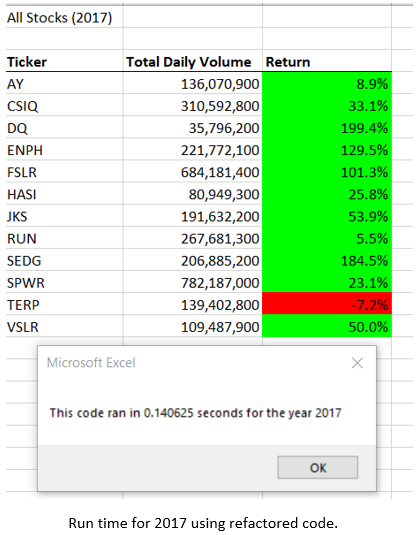 All Stocks (2017)
Ticker Total Daily Volume Return
AY 136,070,900 8.9%
CSIQ 310,592,800 33.1%
DQ 35,796,200 199.4%
ENPH 221,772,100 129.5%
FSLR 684,181,400 101.3%
HASI 80,949,300 25.8%
JKS 191,632,200 53.9%
RUN 267,681,300 5.5%
SEDG 206,885,200 184.5%
SPWR 782,187,000 23.1%
TERP 139,402,800 -7.2%
VSLR 109,487,900 50.0%
Microsoft Excel
This code ran in 0.140625 seconds for the year 2017
OK
Run time for 2017 using refactored code.